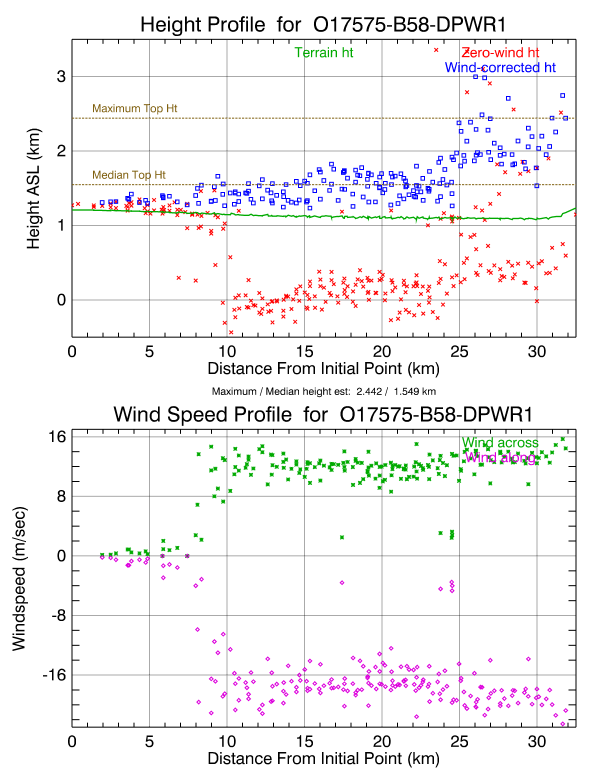 Height Profile for O17575-B58-DPWR1
Terrain ht
Zero-wind ht
Wind-corrected ht
Maximum Top Ht
Median Top Ht
Height ASL (km)
3
2
1
0
0 5 10 15 20 25 30
Distance From Initial Point (km)
Maximum / Median height est: 2.442 / 1.549 km
Wind Speed Profile for O17575-B58-DPWR1
Wind across
Wind along
Windspeed (m/sec)
16
8
0
-8
-16
0 5 10 15 20 25 30
Distance From Initial Point (km)